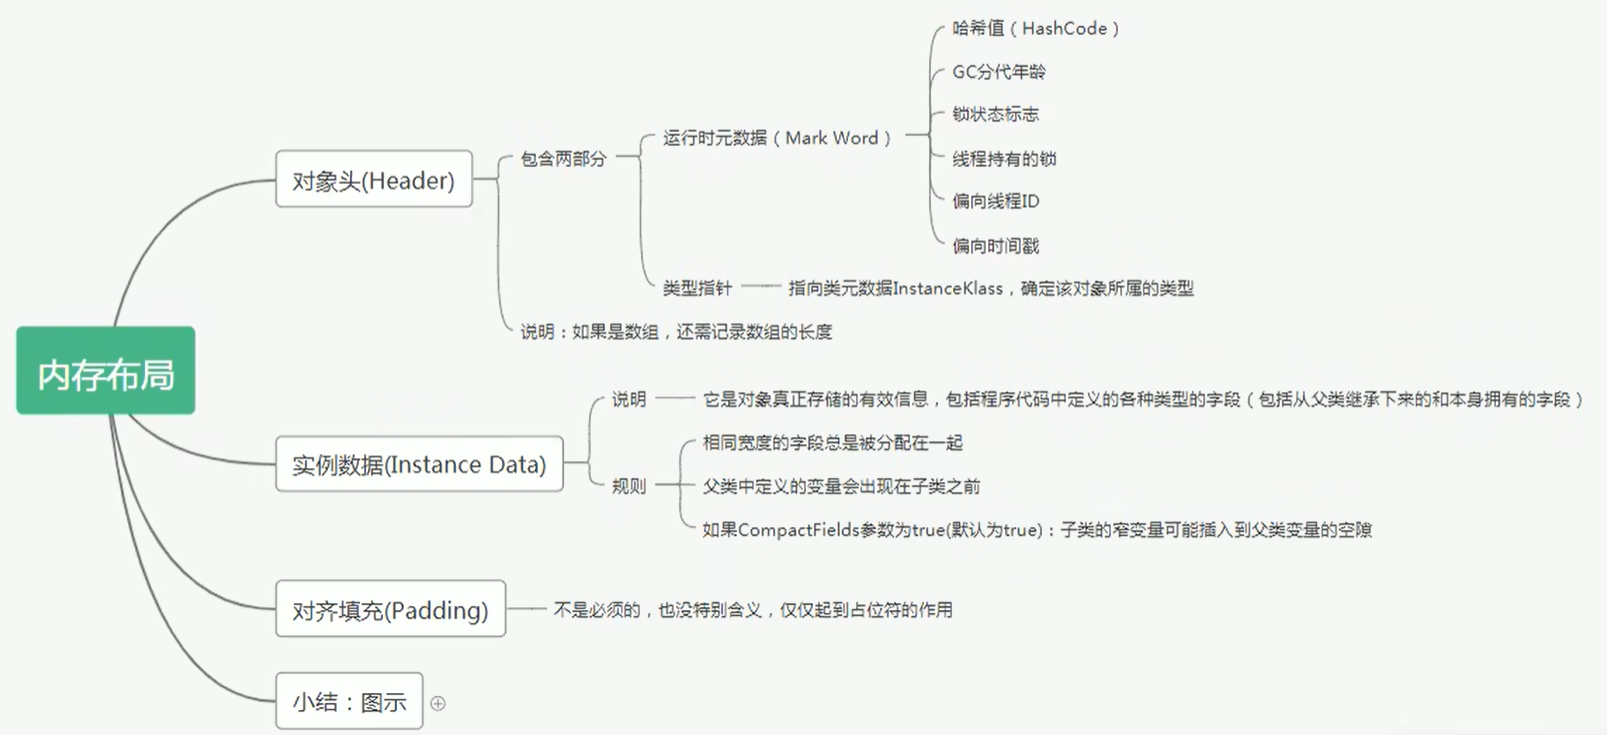 内存布局
对象头(Header)
包含两部分
运行时元数据（Mark Word）
哈希值（HashCode）
GC分代年龄
锁状态标志
线程持有的锁
偏向线程ID
偏向时间戳
类型指针
指向类元数据InstanceKlass，确定该对象所属的类型
说明：如果是数组，还需记录数组的长度
实例数据(Instance Data)
说明
它是对象真正存储的有效信息，包括程序代码中定义的各种类型的字段（包括从父类继承下来的和本身拥有的字段）
规则
相同宽度的字段总是被分配在一起
父类中定义的变量会出现在子类之前
如果CompactFields参数为true(默认为true)：子类的窄变量可能插入到父类变量的空隙
对齐填充(Padding)
不是必须的，也没特别含义，仅仅起到占位符的作用
小结：图示